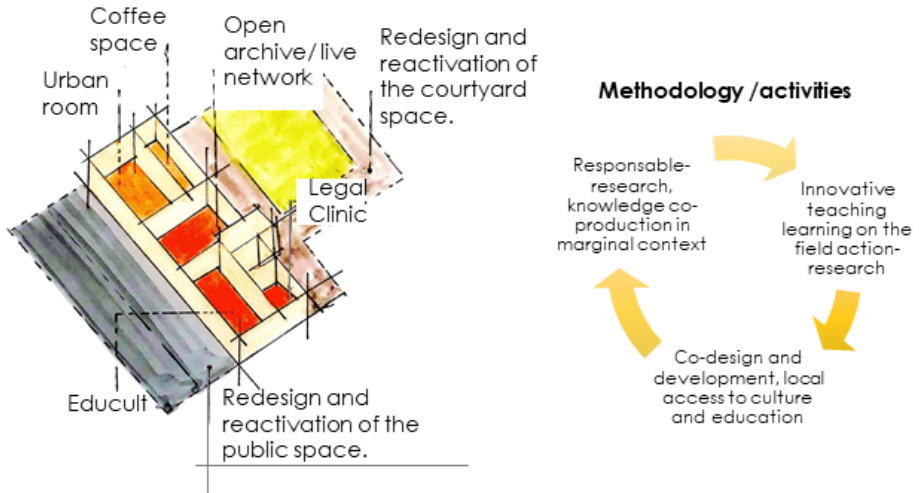 Coffee
space
Urban
room
Open
archive/live
network
Redesign and
reactivation of
the courtyard
space.
Legal
Clinic
Educult
Redesign and
reactivation of the
public space.
Methodology /activities
Responsable-
research,
knowledge co-
production in
marginal context
Innovative
teaching
learning on the
field action-
research
Co-design and
development, local
access to culture
and education